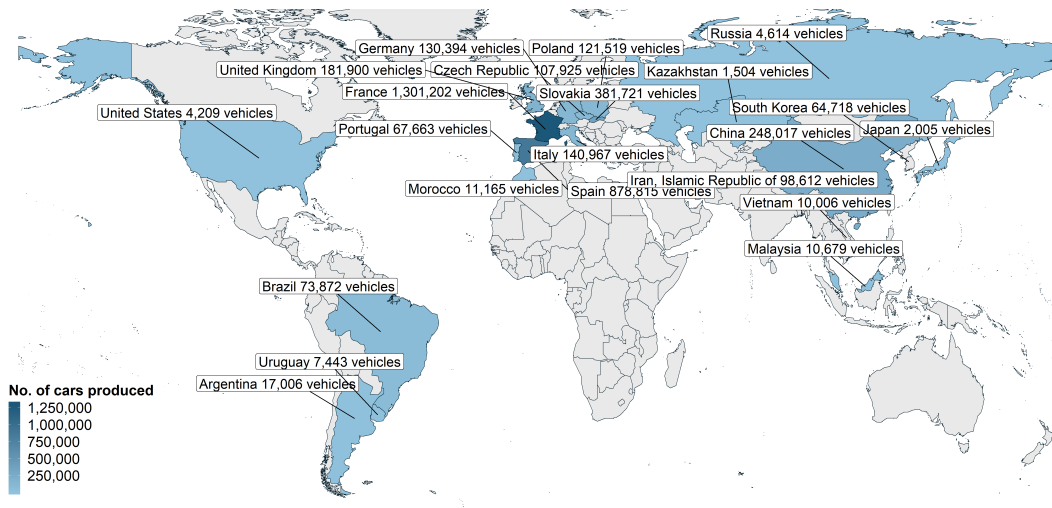 Russia 4,614 vehicles
Germany 130,394 vehicles
Poland 121,519 vehicles
United Kingdom 181,900 vehicles
Czech Republic 107,925 vehicles
Kazakhstan 1,504 vehicles
France 1,301,202 vehicles
Slovakia 381,721 vehicles
United States 4,209 vehicles
South Korea 64,718 vehicles
Portugal 67,663 vehicles
China 248,017 vehicles
Japan 2,005 vehicles
Italy 140,967 vehicles
Iran, Islamic Republic of 98,612 vehicles
Morocco 11,165 vehicles
Spain 878,815 vehicles
Vietnam 10,006 vehicles
Malaysia 10,679 vehicles
Brazil 73,872 vehicles
Uruguay 7,443 vehicles
Argentina 17,006 vehicles
No. of cars produced
1,250,000
1,000,000
750,000
500,000
250,000